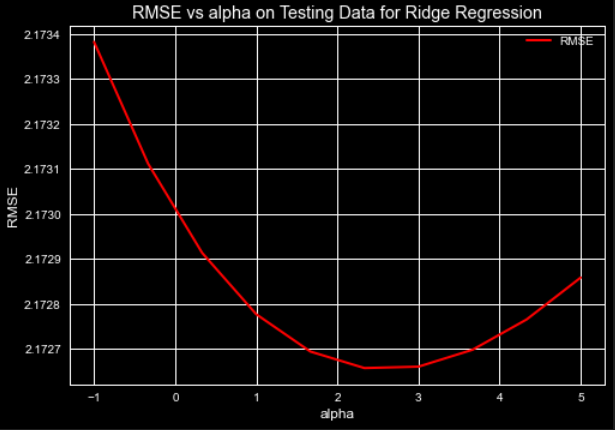 RMSE vs alpha on Testing Data for Ridge Regression
RMSE
2.1734
2.1733
2.1732
2.1731
2.1730
2.1729
2.1728
2.1727
RMSE
−1 0 1 2 3 4 5
alpha